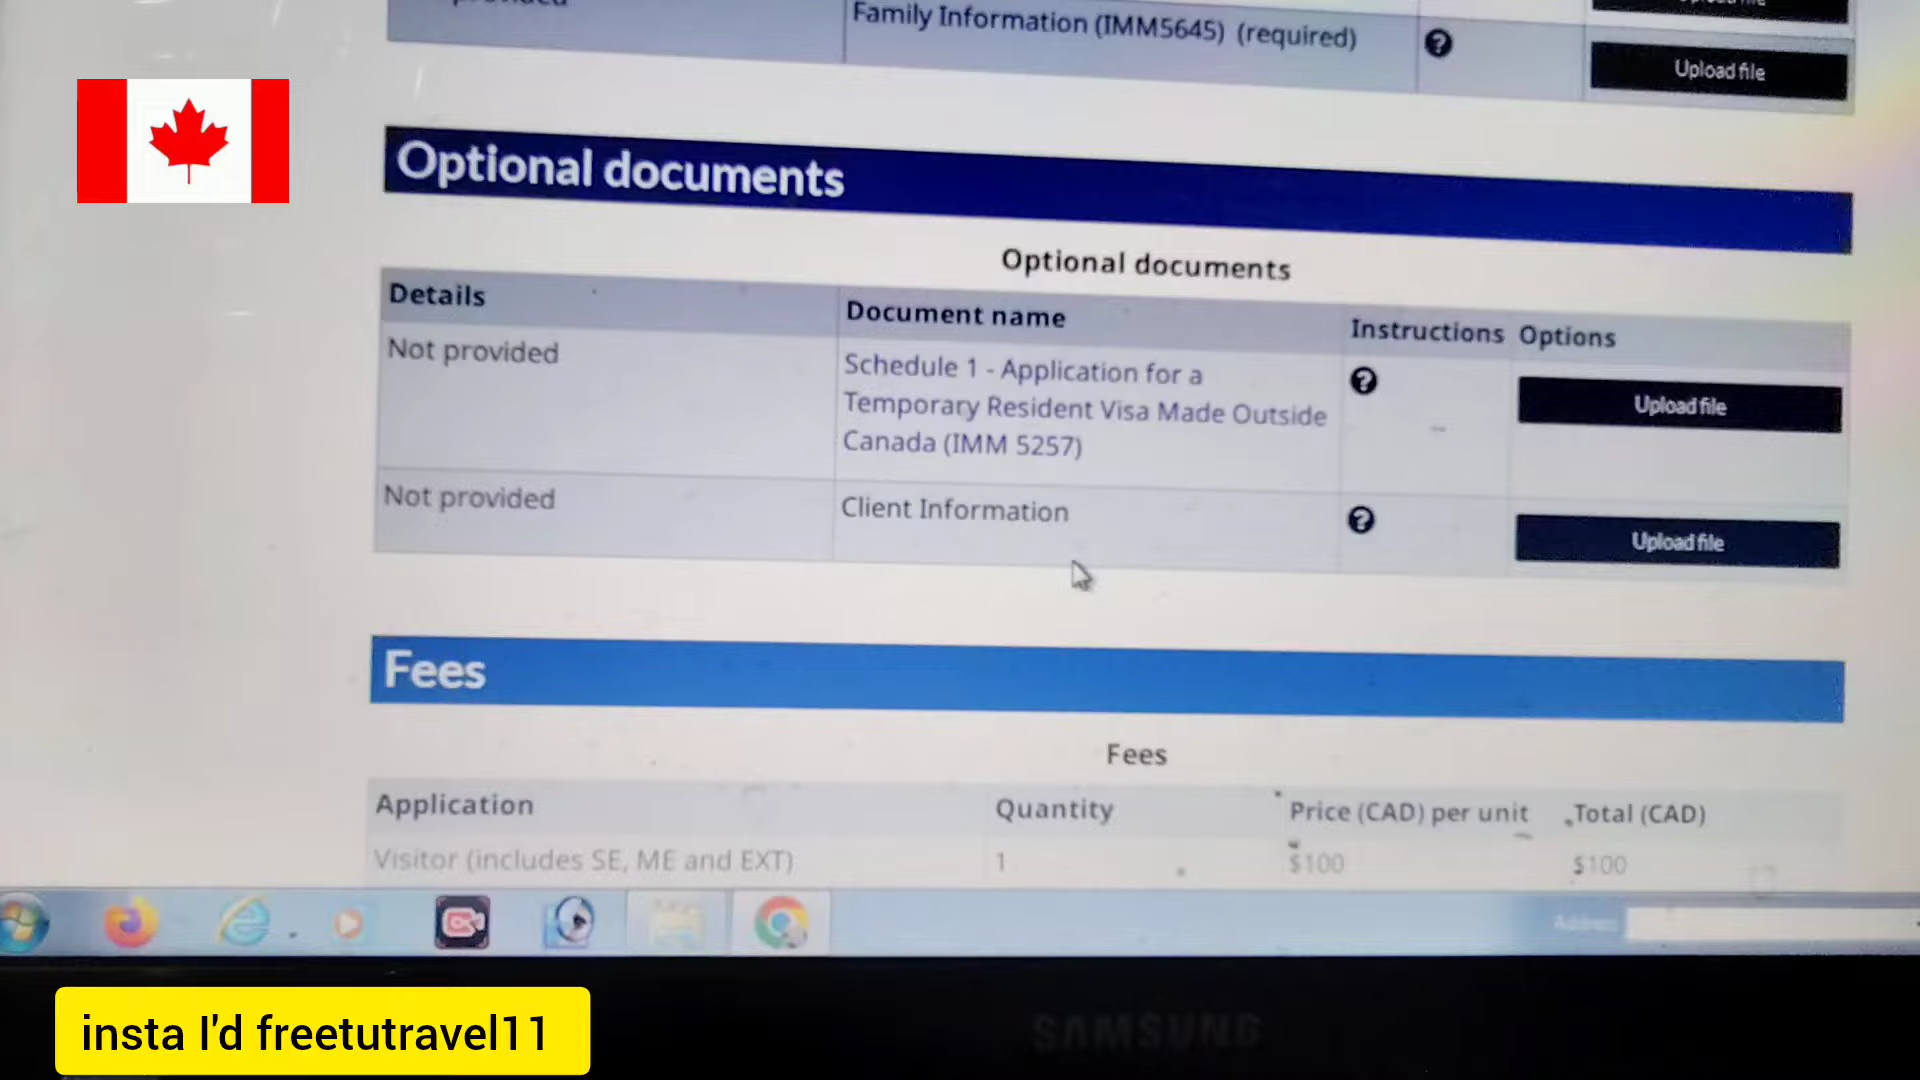 Family Information (IMM5645) (required)
Upload file
Optional documents
Optional documents
Details
Document name
Instructions
Options
Not provided
Schedule 1 - Application for a
Temporary Resident Visa Made Outside
Canada (IMM 5257)
Upload file
Not provided
Client Information
Upload file
Fees
Fees
Application
Quantity
Price (CAD) per unit
Total (CAD)
Visitor (includes SE, ME and EXT)
1
$100
$100
Address
SAMSUNG
insta I'd freetutravel11